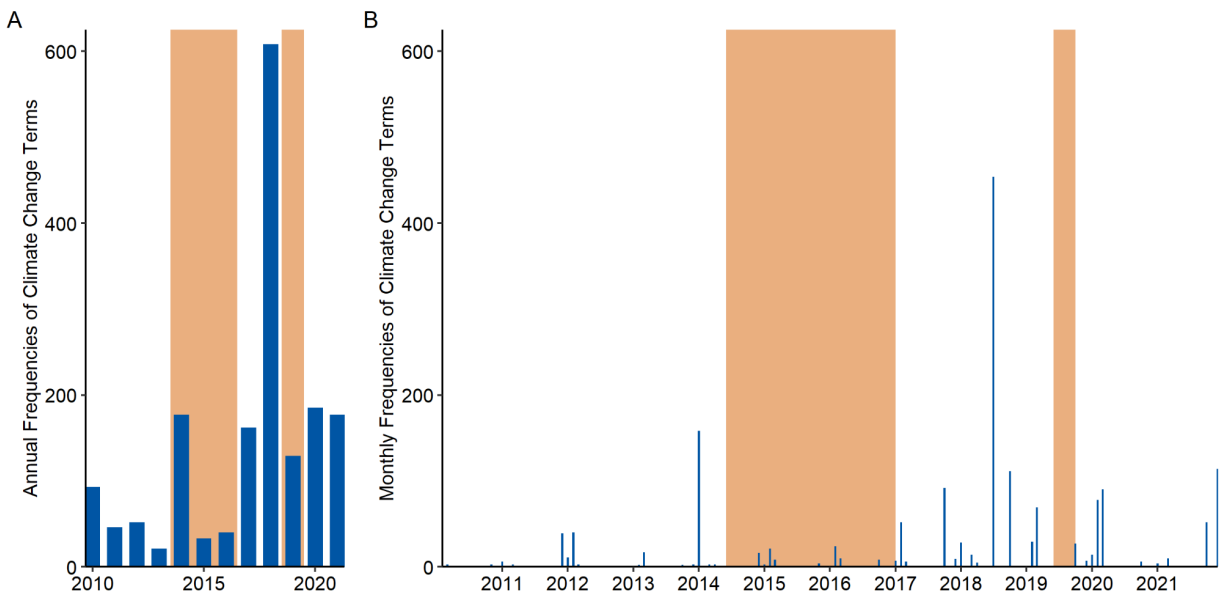 A
Annual Frequencies of Climate Change Terms
600
400
200
0
2010 2015 2020
B
Monthly Frequencies of Climate Change Terms
600
400
200
0
2011 2012 2013 2014 2015 2016 2017 2018 2019 2020 2021